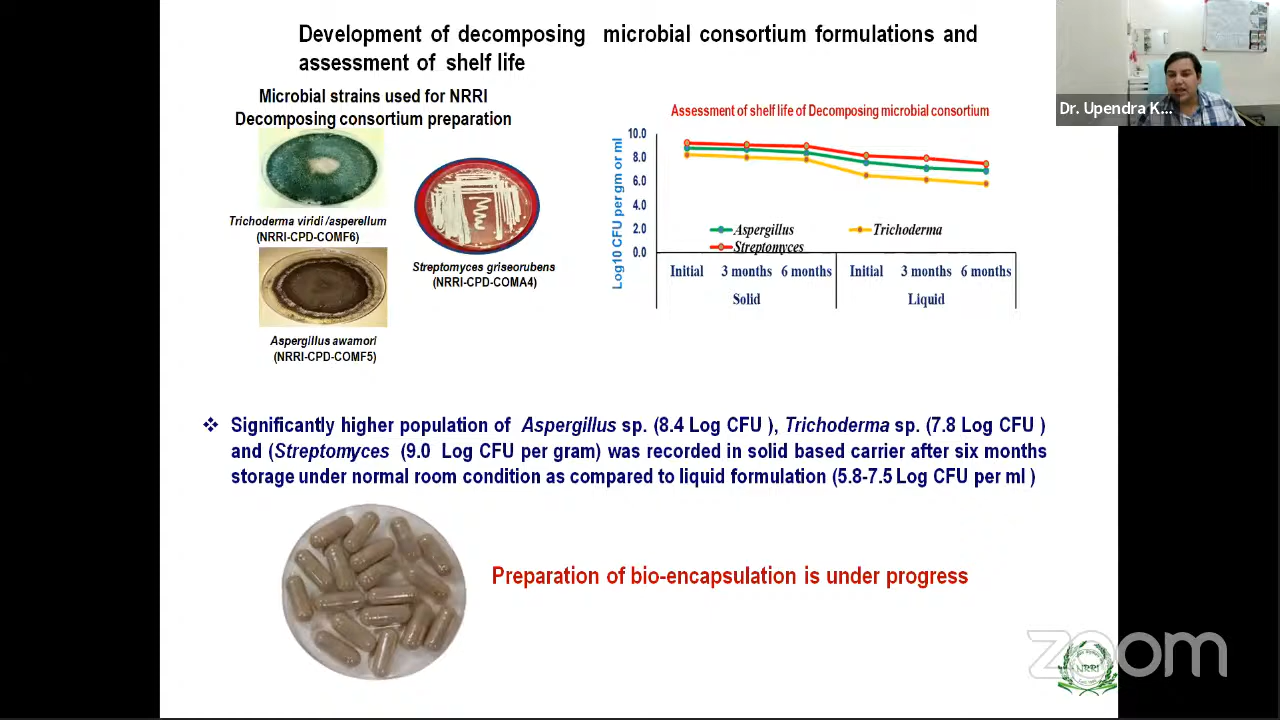 Development of decomposing microbial consortium formulations and
assessment of shelf life
Microbial strains used for NRRI
Decomposing consortium preparation
Trichoderma viridi /asperellum
(NRRI-CPD-COMF6)
Streptomyces griseorubens
(NRRI-CPD-COMA4)
Aspergillus awamori
(NRRI-CPD-COMF5)
Assessment of shelf life of Decomposing microbial consortium
Log10 CFU per gm or ml
10.0
8.0
6.0
4.0
2.0
0.0
Aspergillus
Trichoderma
Streptomyces
Initial 3 months 6 months Initial 3 months 6 months
Solid Liquid
Dr. Upendra K...
❖ Significantly higher population of Aspergillus sp. (8.4 Log CFU ), Trichoderma sp. (7.8 Log CFU )
and (Streptomyces (9.0 Log CFU per gram) was recorded in solid based carrier after six months
storage under normal room condition as compared to liquid formulation (5.8-7.5 Log CFU per ml )
Preparation of bio-encapsulation is under progress
zoom
NRRI